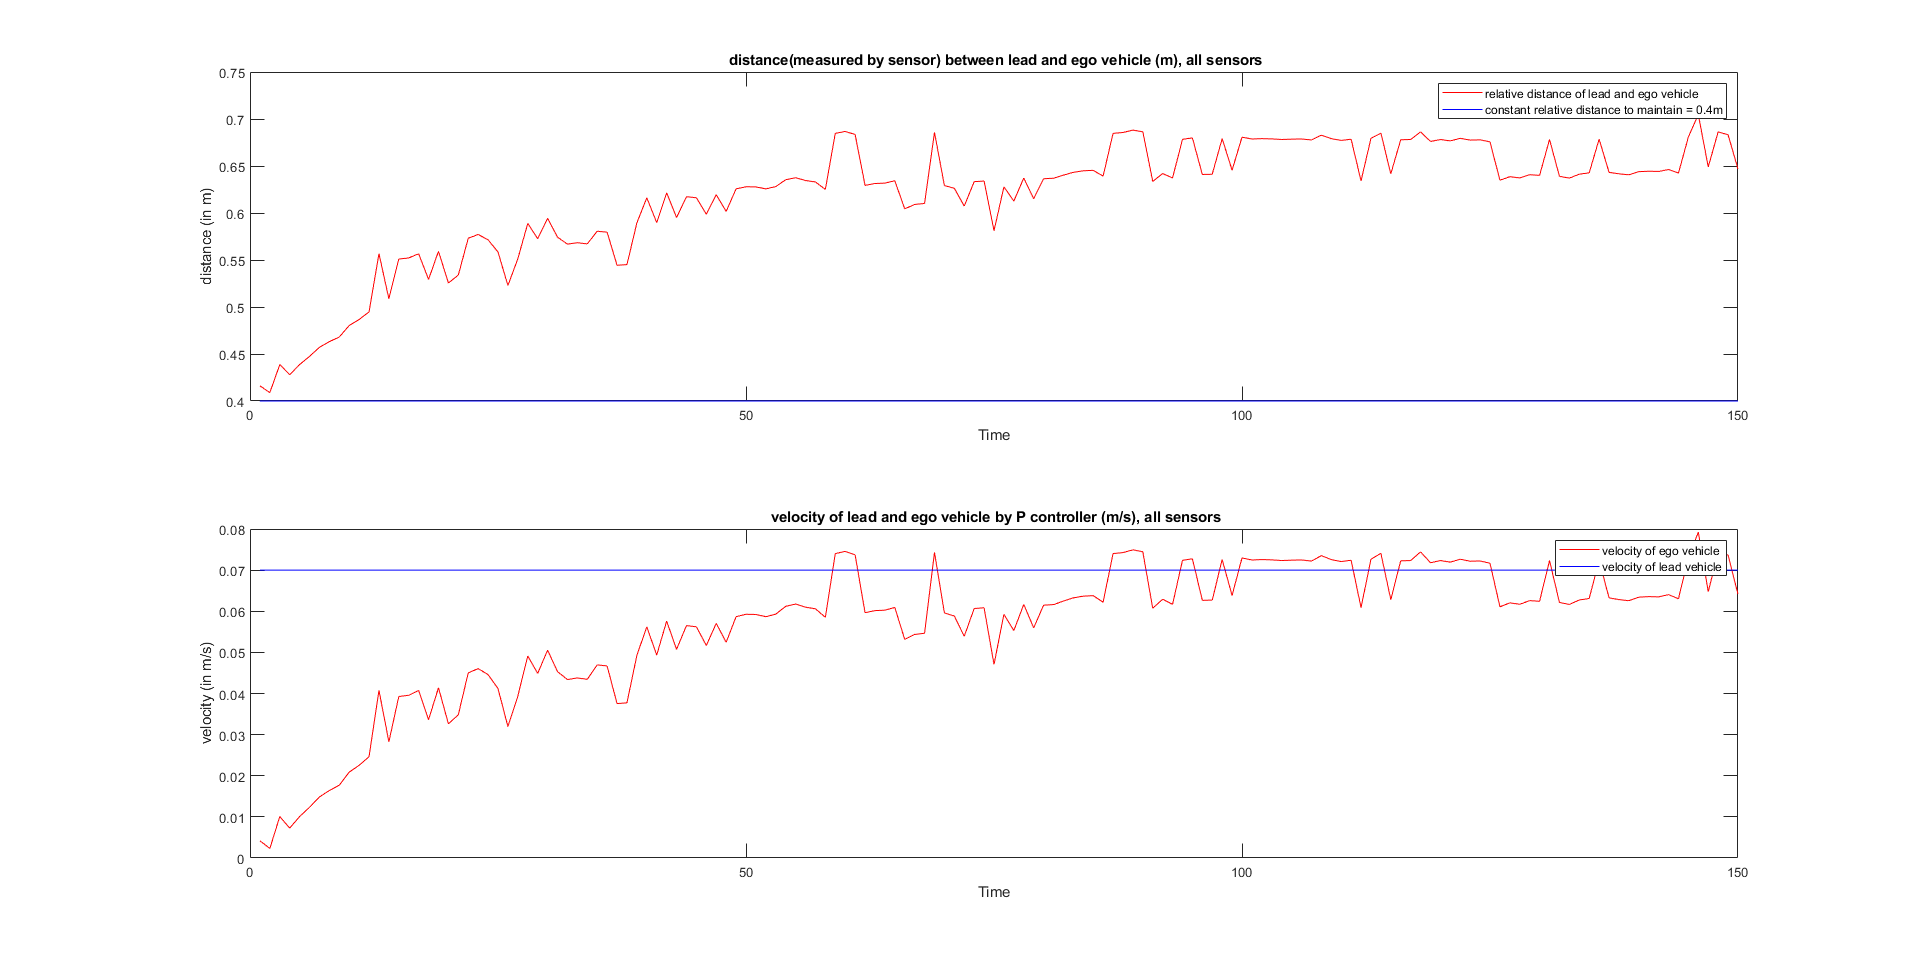 distance(measured by sensor) between lead and ego vehicle (m), all sensors
0.75
0.7
0.65
0.6
0.55
0.5
0.45
0.4
distance (in m)
relative distance of lead and ego vehicle
constant relative distance to maintain = 0.4m
0 50 100 150
Time
velocity of lead and ego vehicle by P controller (m/s), all sensors
0.08
0.07
0.06
0.05
0.04
0.03
0.02
0.01
0
velocity (in m/s)
velocity of ego vehicle
velocity of lead vehicle
0 50 100 150
Time